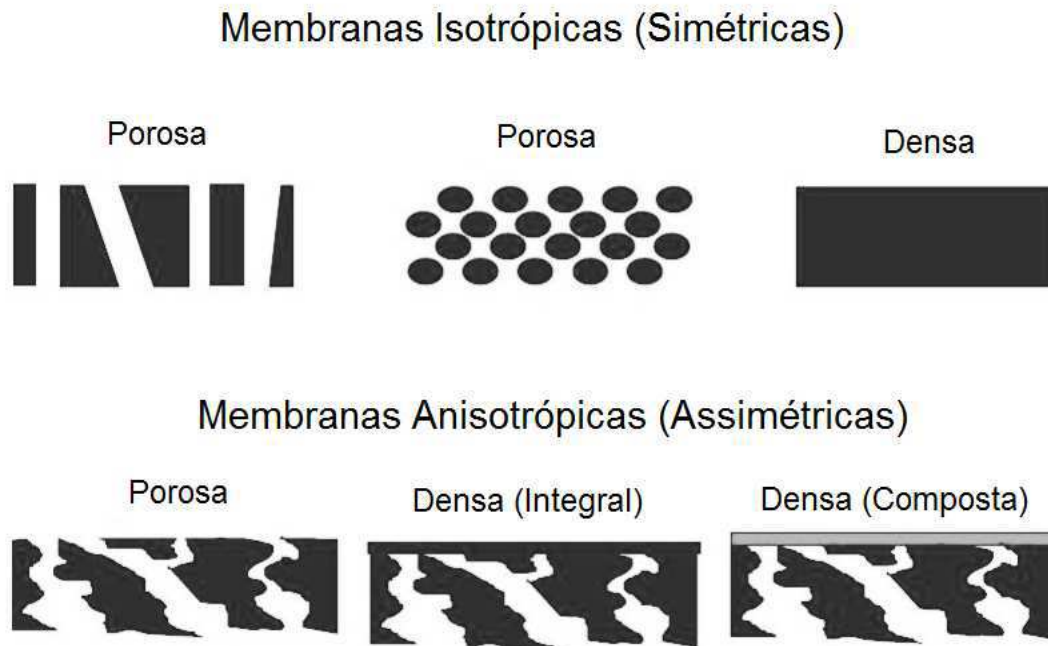 Membranas Isotrópicas (Simétricas)
Porosa
Porosa
Densa
Membranas Anisotrópicas (Assimétricas)
Porosa
Densa (Integral)
Densa (Composta)